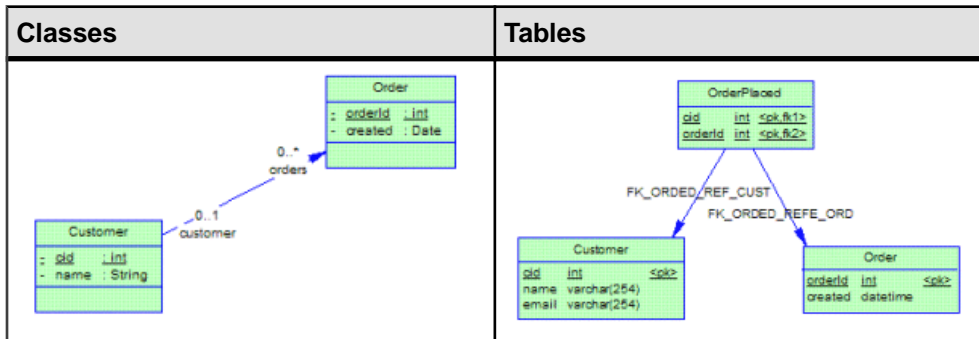 Classes
Tables
Order
- orderId : int
- created : Date
0..*
orders
0..1
customer
Customer
- cid : int
- name : String
OrderPlaced
cid int <pk,fk1>
orderId int <pk,fk2>
FK_ORDED_REF_CUST
FK_ORDED_REFE_ORD
Customer
cid int <pk>
name varchar(254)
email varchar(254)
Order
orderId int <pk>
created datetime